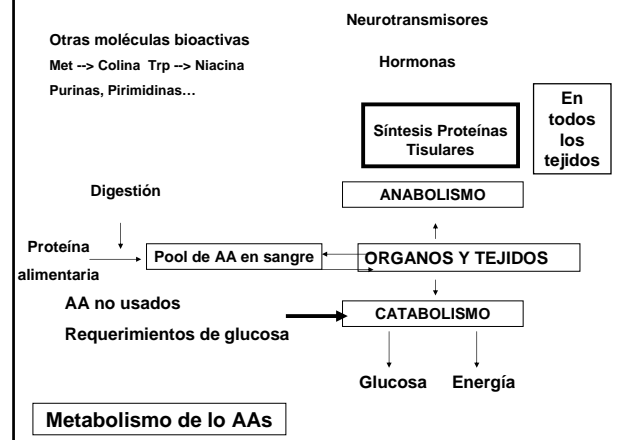 Neurotransmisores
Otras moléculas bioactivas
Met --> Colina Trp --> Niacina
Purinas, Pirimidinas…
Hormonas
Síntesis Proteínas
Tisulares
En
todos
los
tejidos
Digestión
ANABOLISMO
Proteína
alimentaria
Pool de AA en sangre
ORGANOS Y TEJIDOS
AA no usados
Requerimientos de glucosa
CATABOLISMO
Glucosa
Energía
Metabolismo de lo AAs